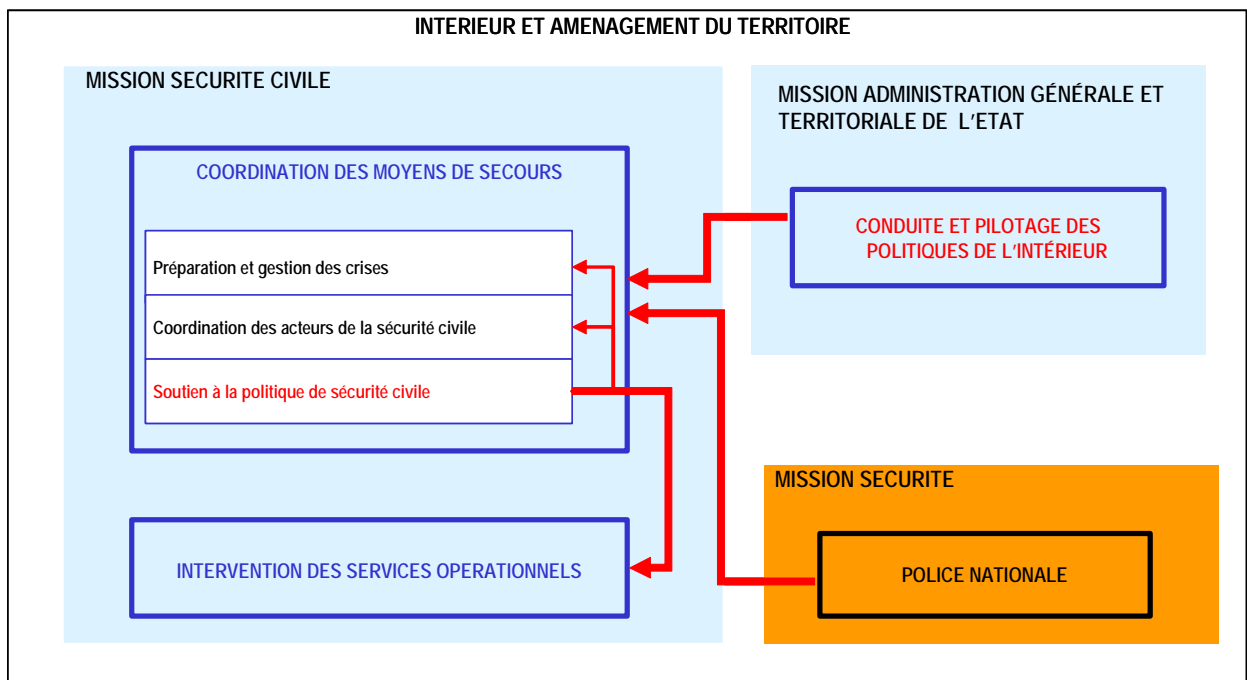 INTERIEUR ET AMENAGEMENT DU TERRITOIRE
MISSION SECURITE CIVILE
COORDINATION DES MOYENS DE SECOURS
Préparation et gestion des crises
Coordination des acteurs de la sécurité civile
Soutien à la politique de sécurité civile
INTERVENTION DES SERVICES OPERATIONNELS
MISSION ADMINISTRATION GÉNÉRALE ET
TERRITORIALE DE L'ETAT
CONDUITE ET PILOTAGE DES
POLITIQUES DE L'INTÉRIEUR
MISSION SECURITE
POLICE NATIONALE